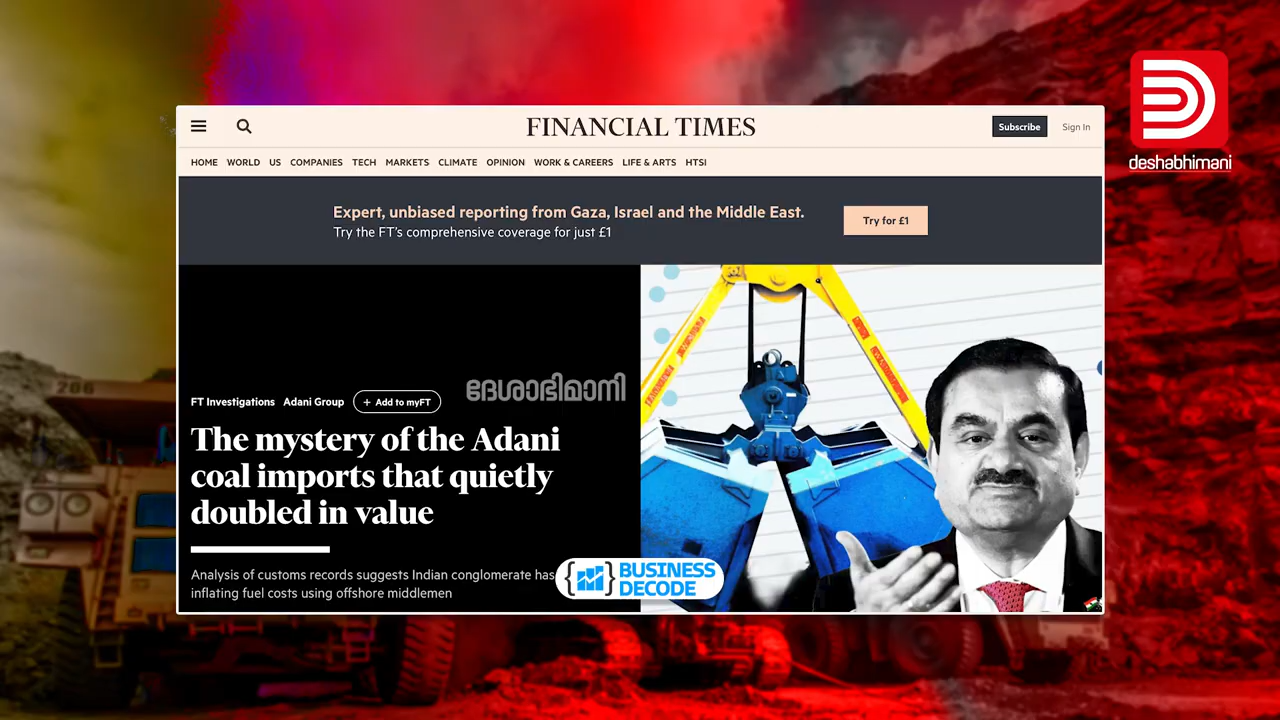 FINANCIAL TIMES
Subscribe
Sign In
HOME WORLD US COMPANIES TECH MARKETS CLIMATE OPINION WORK & CAREERS LIFE & ARTS HTSI
deshabhimani
Expert, unbiased reporting from Gaza, Israel and the Middle East.
Try the FT's comprehensive coverage for just £1
Try for £1
206
ദേശാഭിമാനി
FT Investigations Adani Group + Add to myFT
The mystery of the Adani
coal imports that quietly
doubled in value
Analysis of customs records suggests Indian conglomerate has
inflating fuel costs using offshore middlemen
BUSINESS
DECODE